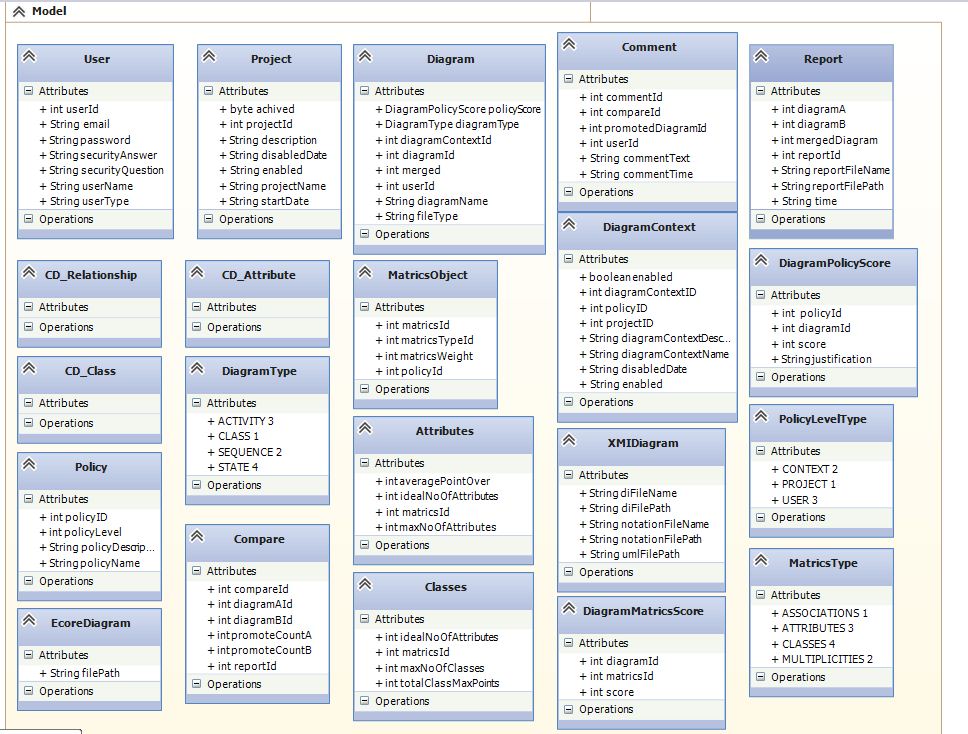 Model
User
Attributes
+ int userId
+ String email
+ String password
+ String securityAnswer
+ String securityQuestion
+ String userName
+ String userType
Operations
Project
Attributes
+ byte achived
+ int projectId
+ String description
+ String disabledDate
+ String enabled
+ String projectName
+ String startDate
Operations
Diagram
Attributes
+ DiagramPolicyScore policyScore
+ DiagramType diagramType
+ int diagramContextId
+ int diagramId
+ int merged
+ int userId
+ String diagramName
+ String fileType
Operations
Comment
Attributes
+ int commentId
+ int compareId
+ int promotedDiagramId
+ int userId
+ String commentText
+ String commentTime
Operations
Report
Attributes
+ int diagramA
+ int diagramB
+ int mergedDiagram
+ int reportId
+ String reportFileName
+ String reportFilePath
+ String time
Operations
CD_Relationship
Attributes
Operations
CD_Attribute
Attributes
Operations
MatricsObject
Attributes
+ int matricsId
+ int matricsTypeId
+ int matricsWeight
+ int policyId
Operations
DiagramContext
Attributes
+ boolean enabled
+ int diagramContextID
+ int policyID
+ int projectID
+ String diagramContextDesc...
+ String diagramContextName
+ String disabledDate
+ String enabled
Operations
DiagramPolicyScore
Attributes
+ int policyId
+ int diagramId
+ int score
+ String justification
Operations
CD_Class
Attributes
Operations
DiagramType
Attributes
+ ACTIVITY 3
+ CLASS 1
+ SEQUENCE 2
+ STATE 4
Operations
Attributes
Attributes
+ int averagePointOver
+ int idealNoOfAttributes
+ int matricsId
+ int maxNoOfAttributes
Operations
XMIDiagram
Attributes
+ String diFileName
+ String diFilePath
+ String notationFileName
+ String notationFilePath
+ String umlFilePath
Operations
PolicyLevelType
Attributes
+ CONTEXT 2
+ PROJECT 1
+ USER 3
Operations
Policy
Attributes
+ int policyID
+ int policyLevel
+ String policyDescrip...
+ String policyName
Operations
Compare
Attributes
+ int compareId
+ int diagramAId
+ int diagramBId
+ int promoteCountA
+ int promoteCountB
+ int reportId
Operations
Classes
Attributes
+ int idealNoOfAttributes
+ int matricsId
+ int maxNoOfClasses
+ int totalClassMaxPoints
Operations
DiagramMatricsScore
Attributes
+ int diagramId
+ int matricsId
+ int score
Operations
MatricsType
Attributes
+ ASSOCIATIONS 1
+ ATTRIBUTES 3
+ CLASSES 4
+ MULTIPLICITIES 2
Operations
EcoreDiagram
Attributes
+ String filePath
Operations